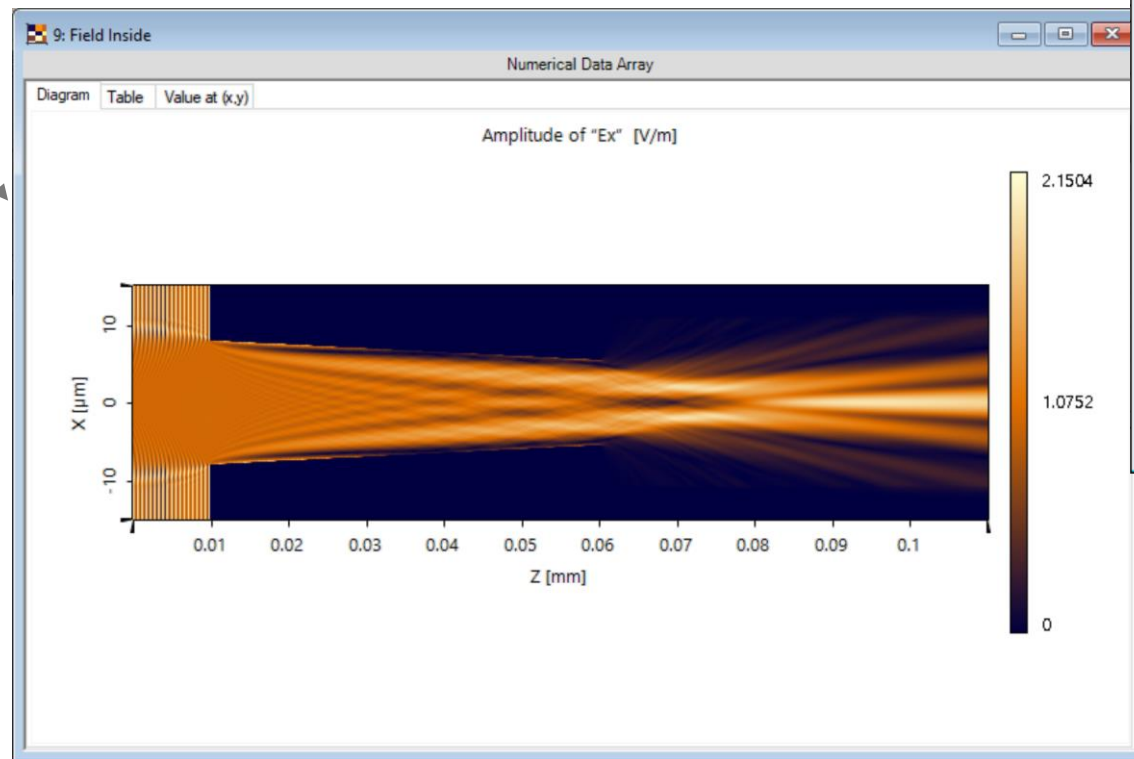 9: Field Inside
Numerical Data Array
Diagram Table Value at (x,y)
Amplitude of "Ex" [V/m]
2.1504
1.0752
0
X [µm]
10
0
-10
0.01 0.02 0.03 0.04 0.05 0.06 0.07 0.08 0.09 0.1
Z [mm]